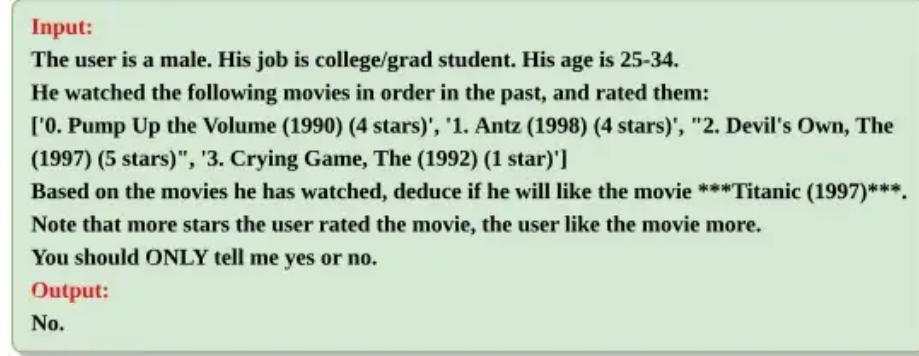 Input:
The user is a male. His job is college/grad student. His age is 25-34.
He watched the following movies in order in the past, and rated them:
['0. Pump Up the Volume (1990) (4 stars)', '1. Antz (1998) (4 stars)', "2. Devil's Own, The
(1997) (5 stars)", '3. Crying Game, The (1992) (1 star)']
Based on the movies he has watched, deduce if he will like the movie ***Titanic (1997)***.
Note that more stars the user rated the movie, the user like the movie more.
You should ONLY tell me yes or no.
Output:
No.